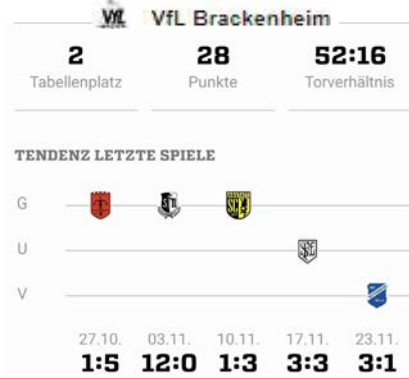 VfL VfL Brackenheim
2 28 52:16
Tabellenplatz Punkte Torverhältnis
TENDENZ LETZTE SPIELE
G
U
V
27.10. 03.11. 10.11. 17.11. 23.11.
1:5 12:0 1:3 3:3 3:1